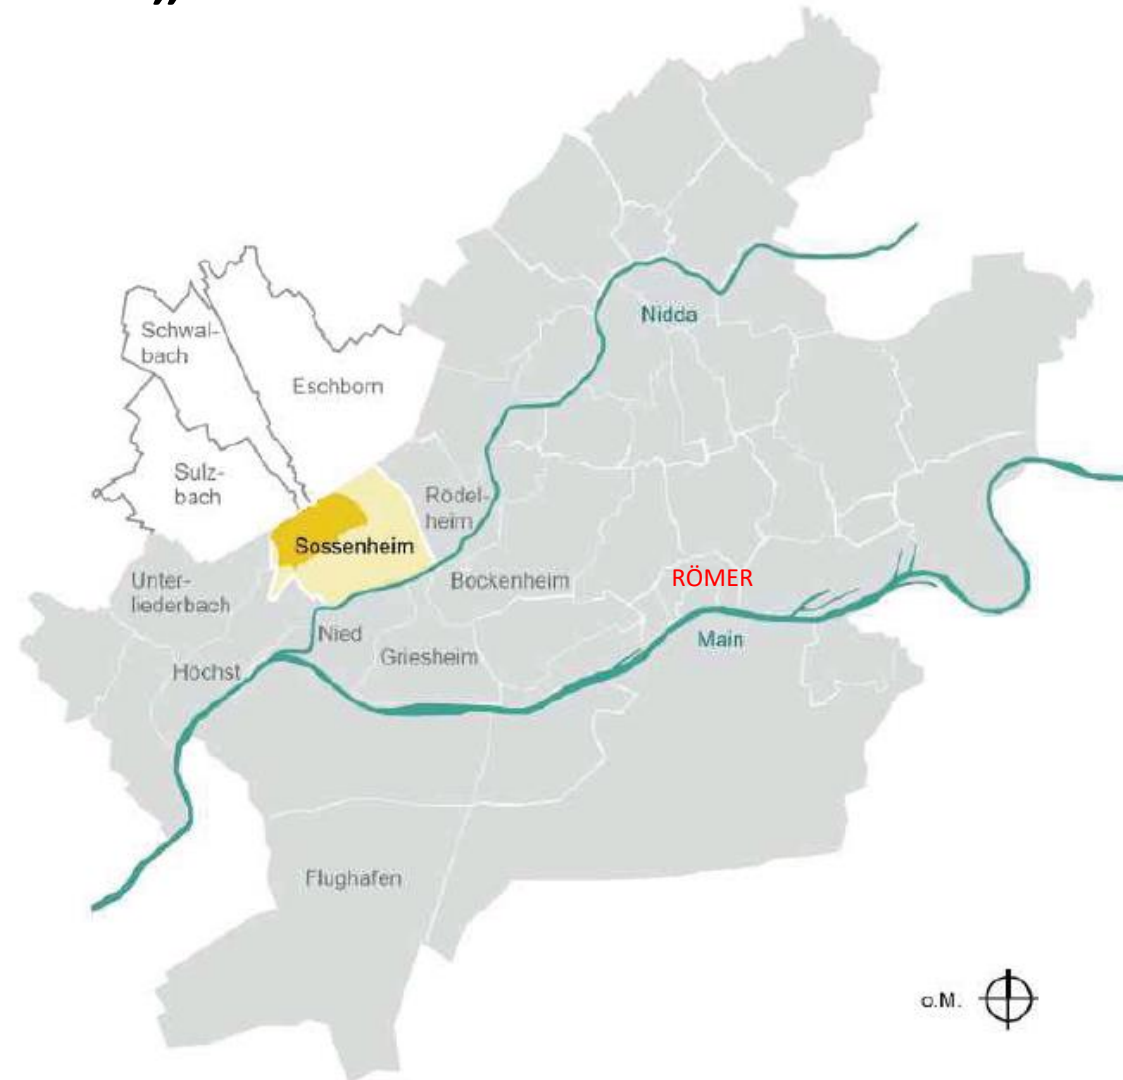 Nidda
Schwal-
bach
Eschborn
Sulz-
bach
Rödel-
heim
Sossenheim
Unter-
liederbach
Bockenheim
RÖMER
Nied
Main
Griesheim
Höchst
Flughafen
o.M.